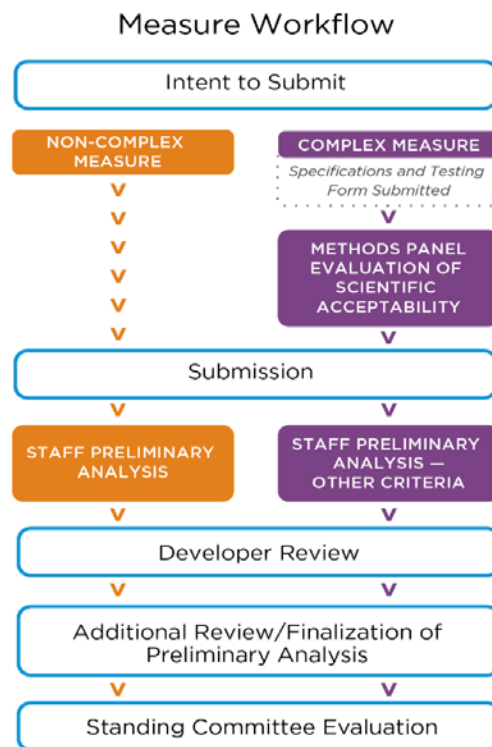 Measure Workflow
Intent to Submit
NON-COMPLEX
MEASURE
COMPLEX MEASURE
Specifications and Testing
Form Submitted
METHODS PANEL
EVALUATION OF
SCIENTIFIC
ACCEPTABILITY
Submission
STAFF PRELIMINARY
ANALYSIS
STAFF PRELIMINARY
ANALYSIS —
OTHER CRITERIA
Developer Review
Additional Review/Finalization of
Preliminary Analysis
Standing Committee Evaluation